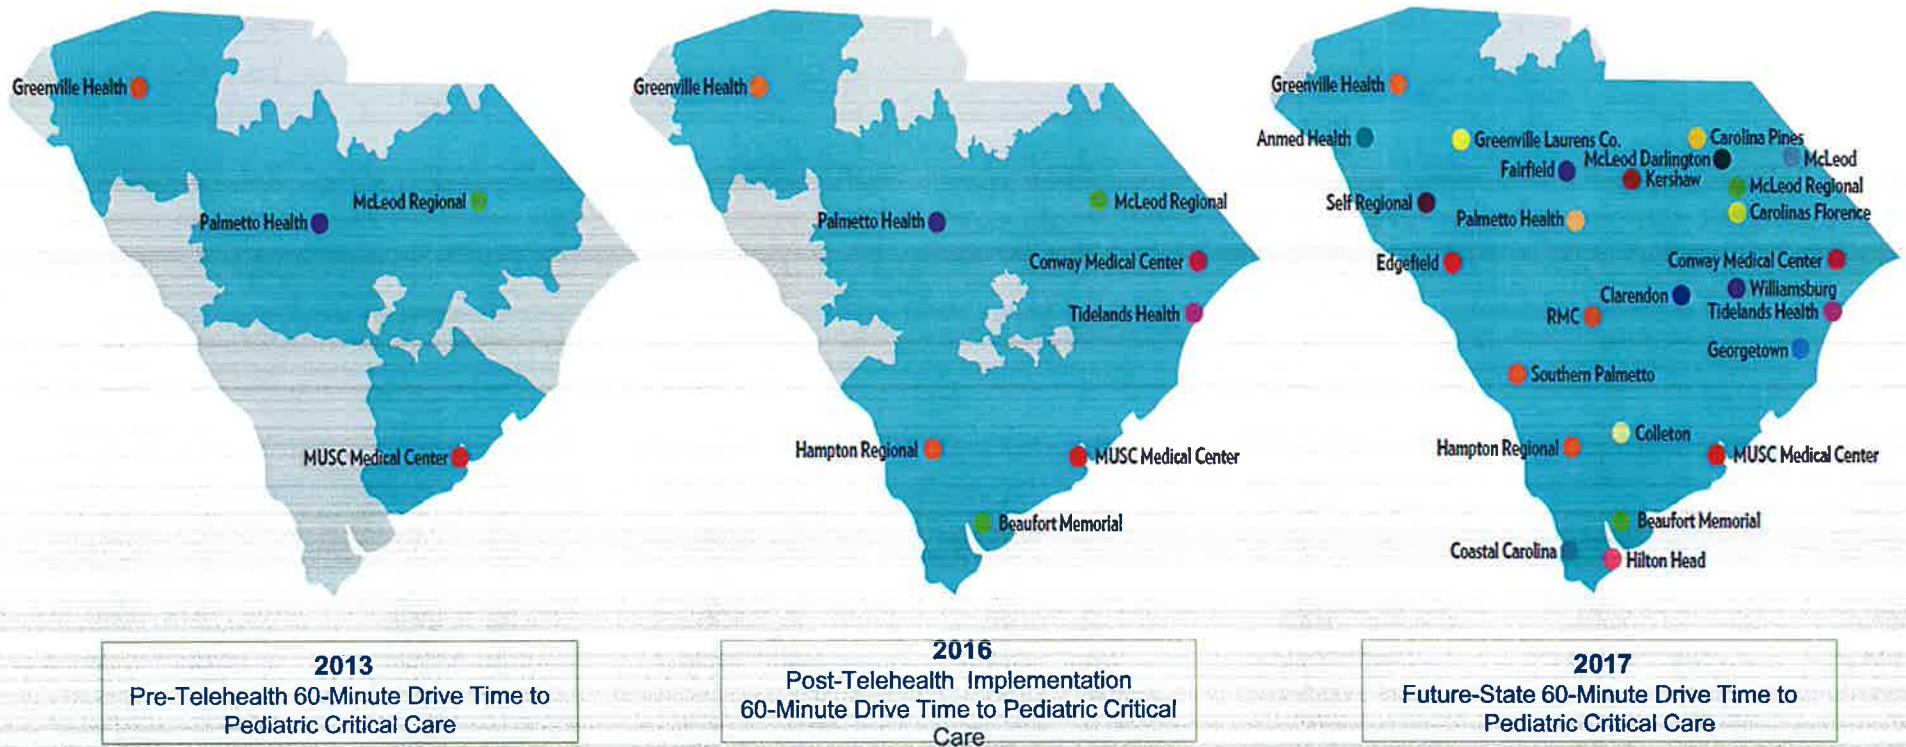 Greenville Health
McLeod Regional
Palmetto Health
MUSC Medical Center
2013
Pre-Telehealth 60-Minute Drive Time to
Pediatric Critical Care
Greenville Health
McLeod Regional
Palmetto Health
Conway Medical Center
Tidelands Health
Hampton Regional
MUSC Medical Center
Beaufort Memorial
2016
Post-Telehealth Implementation
60-Minute Drive Time to Pediatric Critical
Care
Greenville Health
Anmed Health
Greenville Laurens Co.
Carolina Pines
McLeod Darlington
McLeod
Fairfield
Kershaw
McLeod Regional
Self Regional
Carolinas Florence
Palmetto Health
Edgefield
Conway Medical Center
Clarendon
Williamsburg
RMC
Tidelands Health
Georgetown
Southern Palmetto
Colleton
Hampton Regional
MUSC Medical Center
Beaufort Memorial
Coastal Carolina
Hilton Head
2017
Future-State 60-Minute Drive Time to
Pediatric Critical Care